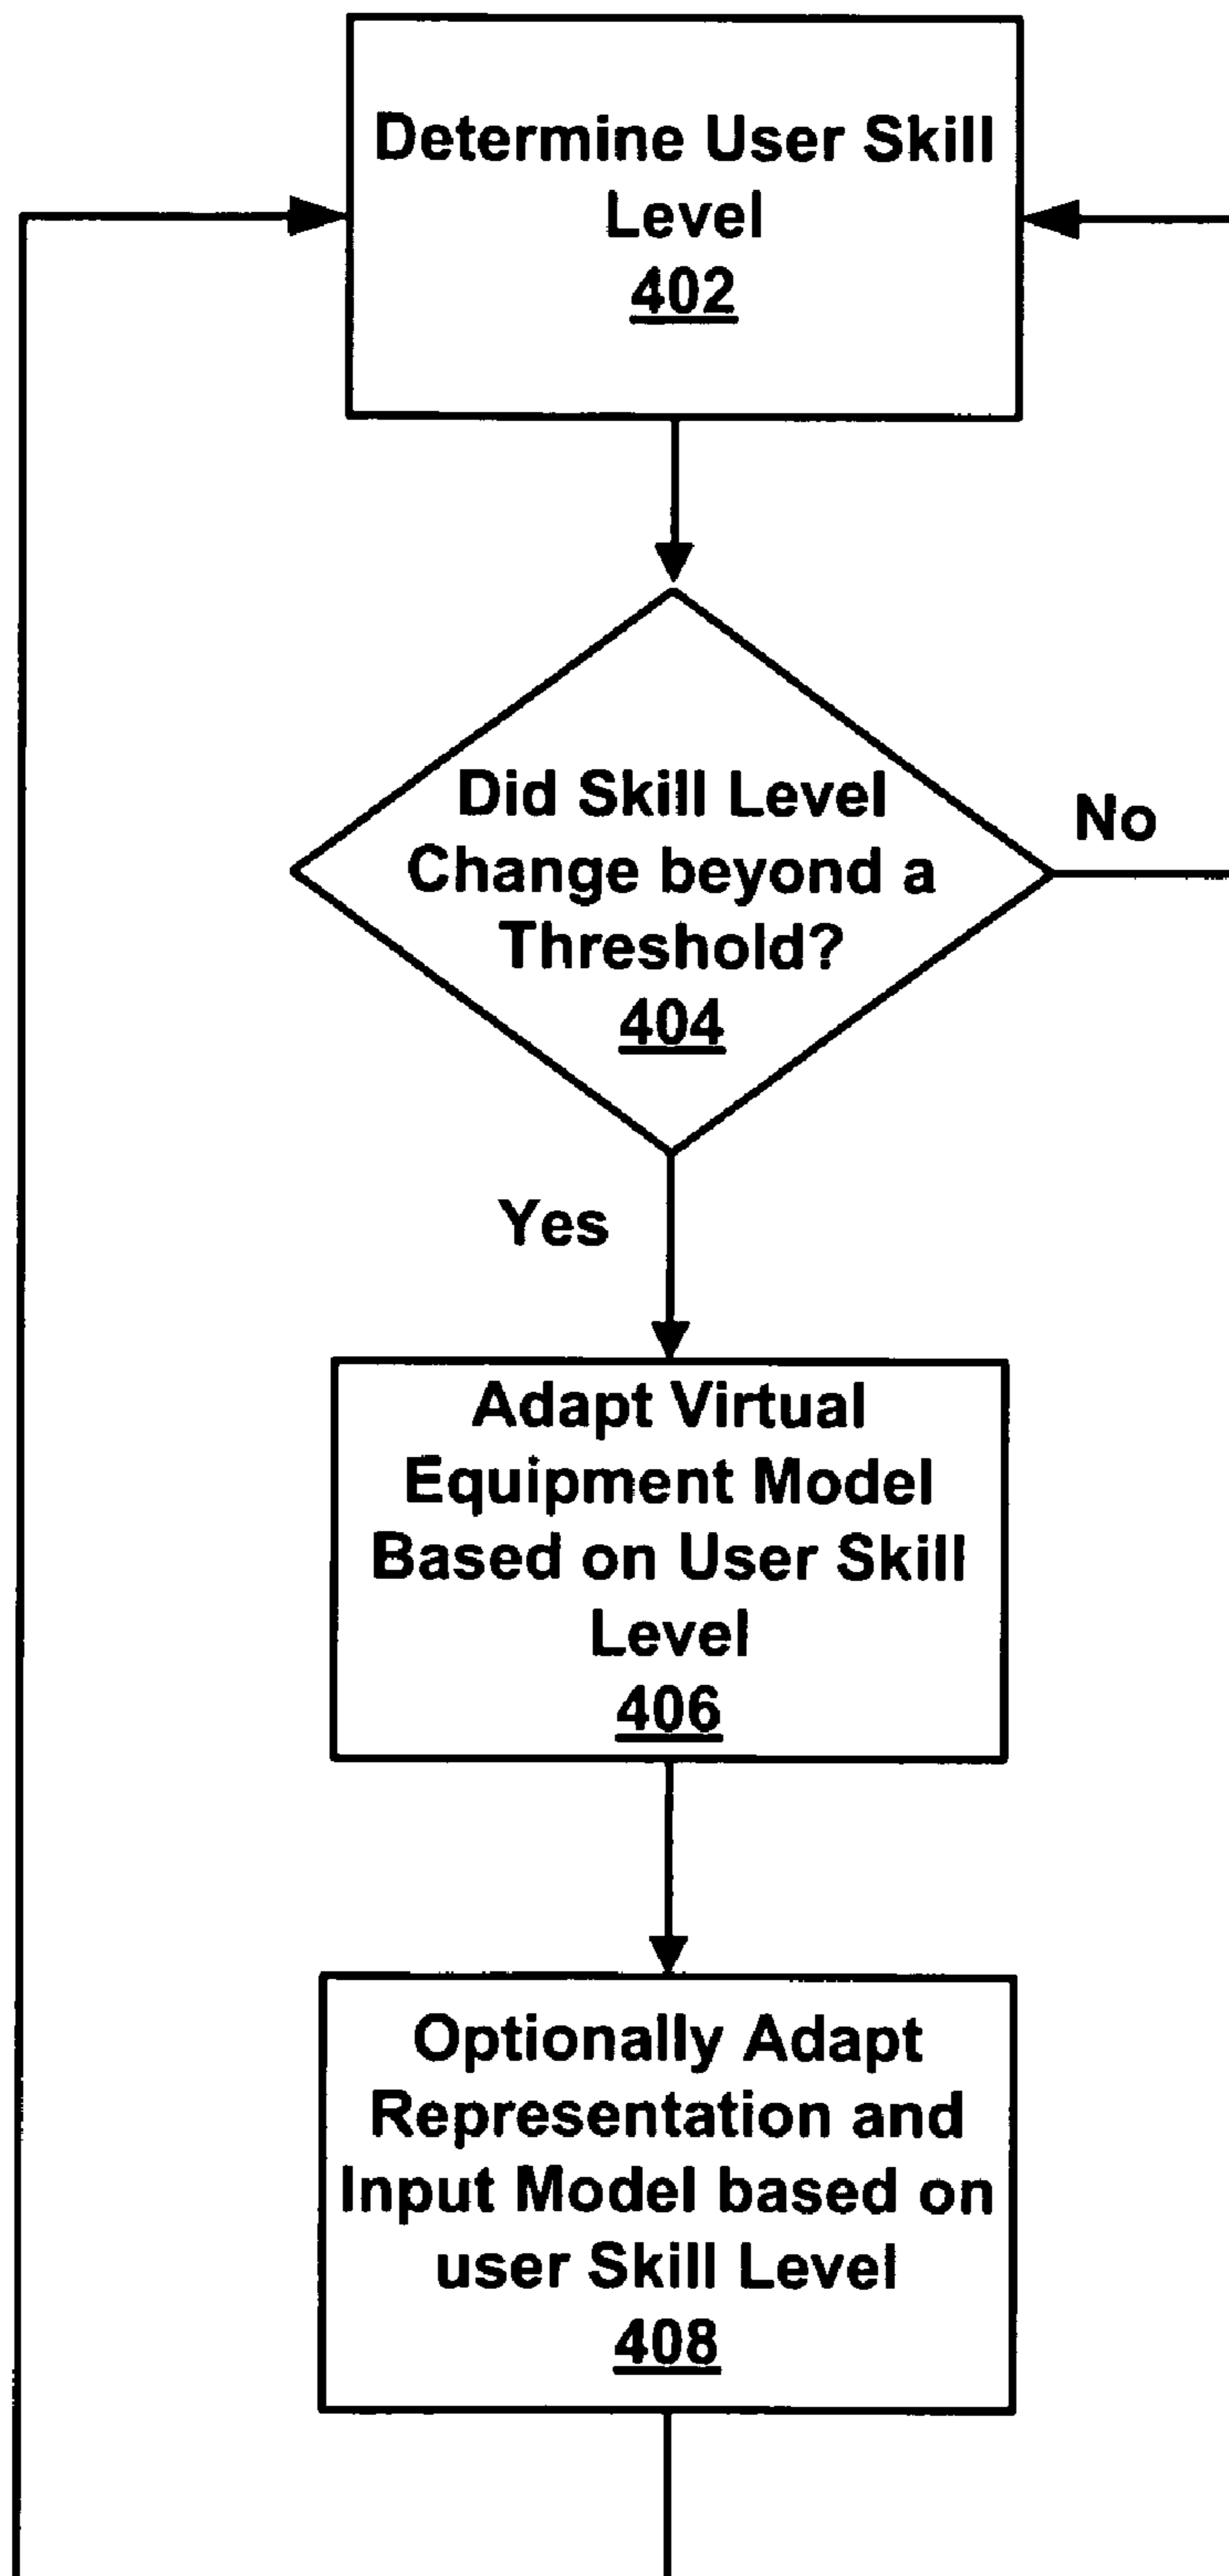 Determine User Skill
Level
402
Did Skill Level
Change beyond a
Threshold?
404
No
Yes
Adapt Virtual
Equipment Model
Based on User Skill
Level
406
Optionally Adapt
Representation and
Input Model based on
user Skill Level
408